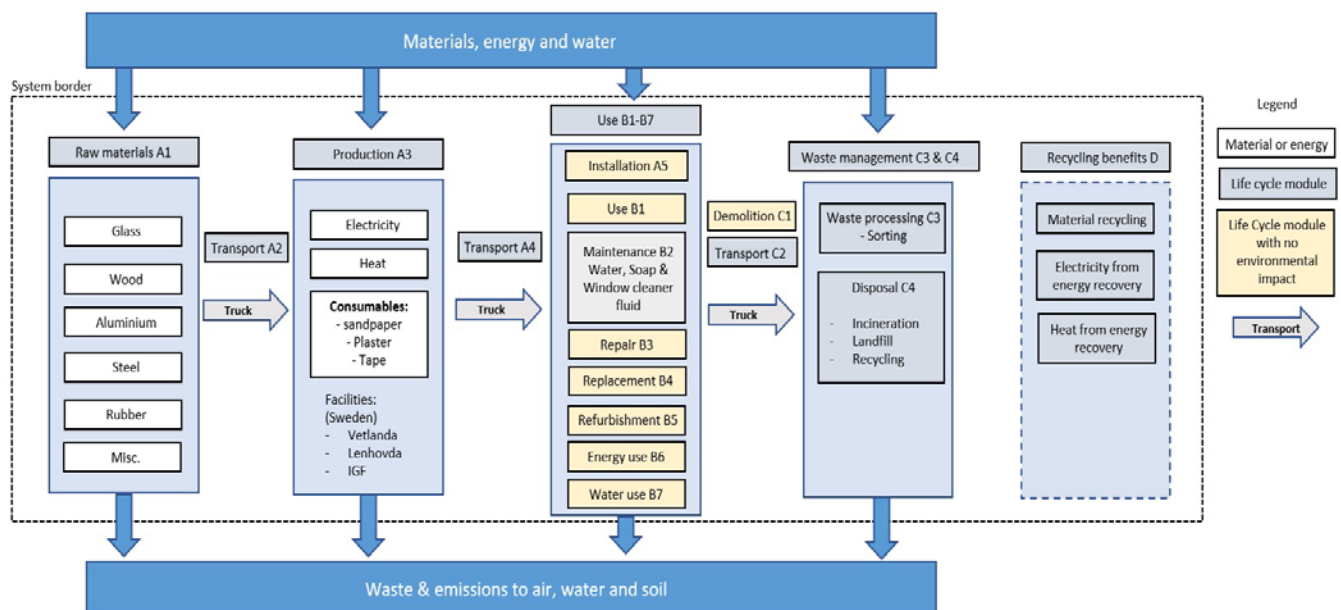 Materials, energy and water
System border
Raw materials A1
Glass
Wood
Aluminium
Steel
Rubber
Misc.
Transport A2
Truck
Production A3
Electricity
Heat
Consumables:
- sandpaper
- Plaster
- Tape
Facilities:
(Sweden)
- Vetlanda
- Lenhovda
- IGF
Transport A4
Truck
Use B1-B7
Installation A5
Use B1
Maintenance B2
Water, Soap &
Window cleaner
fluid
Repair B3
Replacement B4
Refurbishment B5
Energy use B6
Water use B7
Demolition C1
Transport C2
Truck
Waste management C3 & C4
Waste processing C3
- Sorting
Disposal C4
- Incineration
- Landfill
- Recycling
Recycling benefits D
Material recycling
Electricity from
energy recovery
Heat from energy
recovery
Legend
Material or energy
Life cycle module
Life Cycle module
with no
environmental
impact
Transport
Waste & emissions to air, water and soil